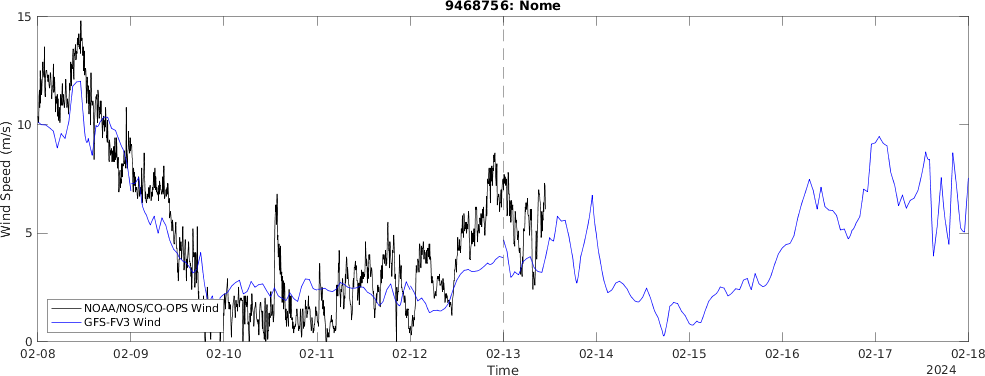 9468756: Nome
Wind Speed (m/s)
15
10
5
0
NOAA/NOS/CO-OPS Wind
GFS-FV3 Wind
02-08 02-09 02-10 02-11 02-12 02-13 02-14 02-15 02-16 02-17 02-18
Time
2024